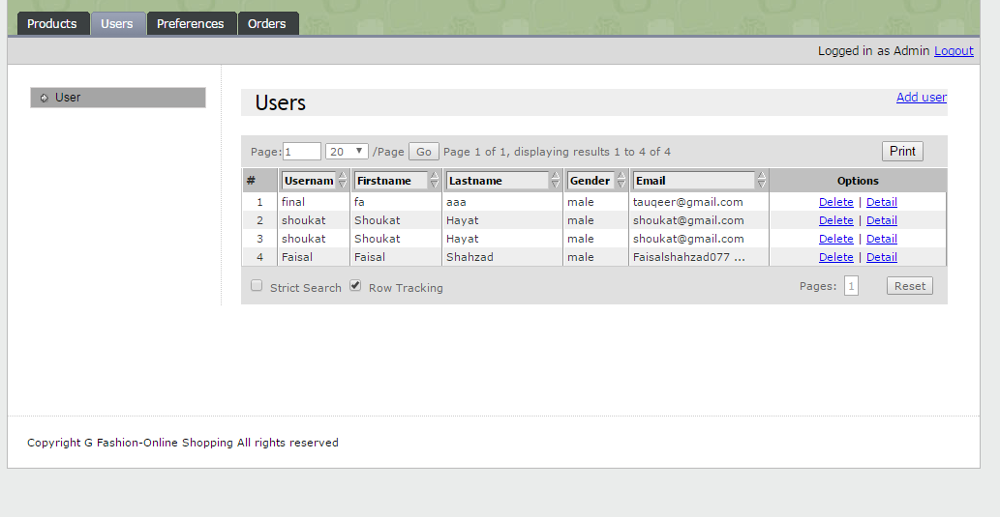 Products Users Preferences Orders
Logged in as Admin Logout
User
Users Add user
Page: 1 20 /Page Go Page 1 of 1, displaying results 1 to 4 of 4 Print
# Usernam Firstname Lastname Gender Email Options
1 final fa aaa male tauqeer@gmail.com Delete | Detail
2 shoukat Shoukat Hayat male shoukat@gmail.com Delete | Detail
3 shoukat Shoukat Hayat male shoukat@gmail.com Delete | Detail
4 Faisal Faisal Shahzad male Faisalshahzad077 ... Delete | Detail
Strict Search Row Tracking Pages: 1 Reset
Copyright G Fashion-Online Shopping All rights reserved